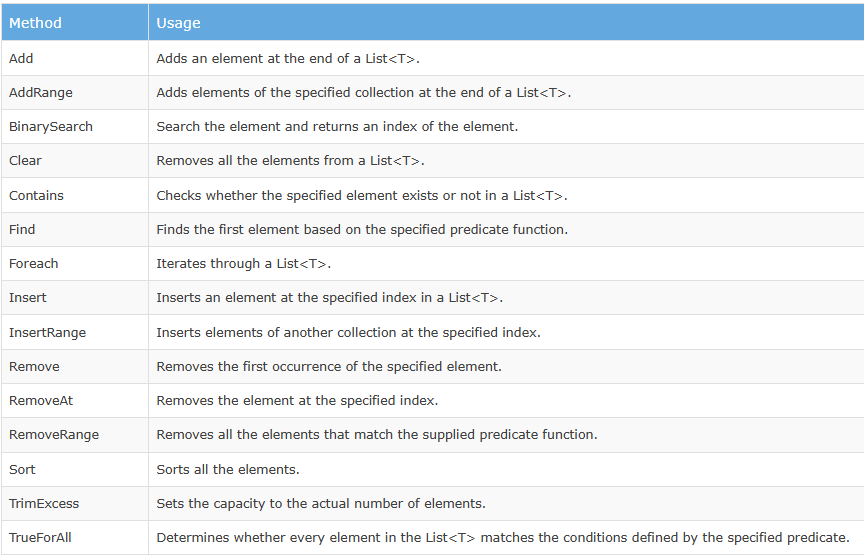 Method Usage
Add Adds an element at the end of a List<T>.
AddRange Adds elements of the specified collection at the end of a List<T>.
BinarySearch Search the element and returns an index of the element.
Clear Removes all the elements from a List<T>.
Contains Checks whether the specified element exists or not in a List<T>.
Find Finds the first element based on the specified predicate function.
Foreach Iterates through a List<T>.
Insert Inserts an element at the specified index in a List<T>.
InsertRange Inserts elements of another collection at the specified index.
Remove Removes the first occurrence of the specified element.
RemoveAt Removes the element at the specified index.
RemoveRange Removes all the elements that match the supplied predicate function.
Sort Sorts all the elements.
TrimExcess Sets the capacity to the actual number of elements.
TrueForAll Determines whether every element in the List<T> matches the conditions defined by the specified predicate.